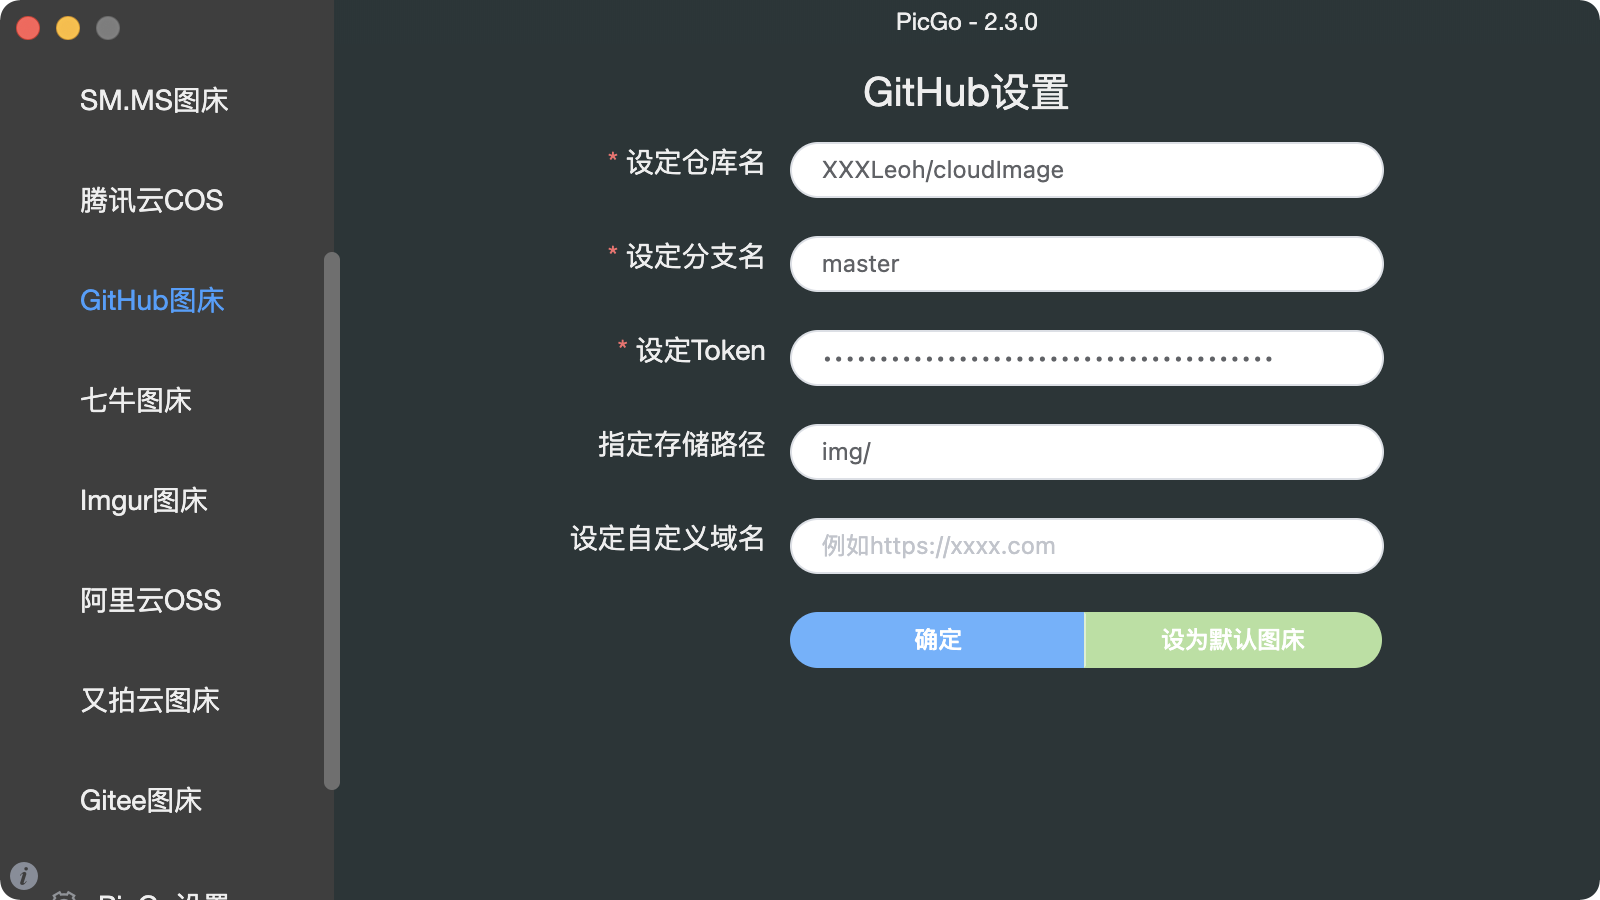 PicGo - 2.3.0
SM.MS图床
腾讯云COS
GitHub图床
七牛图床
Imgur图床
阿里云OSS
又拍云图床
Gitee图床
PicGo 设置
GitHub设置
* 设定仓库名
XXXLeoh/cloudImage
* 设定分支名
master
* 设定Token
••••••••••••••••••••••••••••••••••••••••
指定存储路径
img/
设定自定义域名
例如https://xxxx.com
确定
设为默认图床